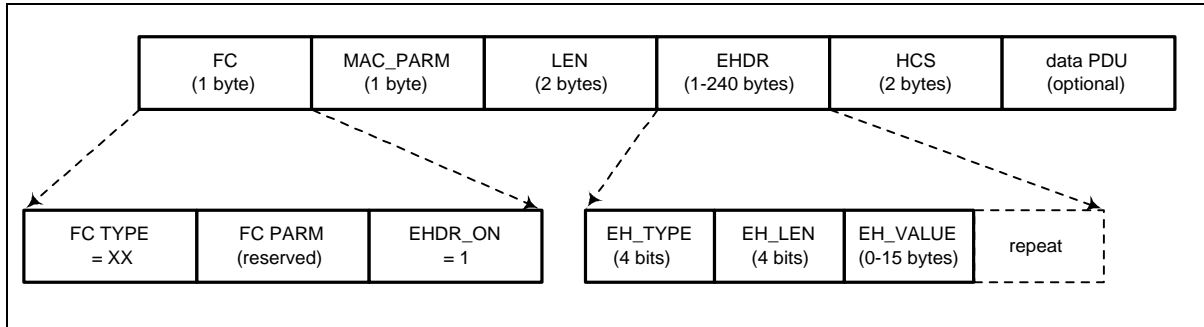 FC
(1 byte)
MAC_PARM
(1 byte)
LEN
(2 bytes)
EHDR
(1-240 bytes)
HCS
(2 bytes)
data PDU
(optional)
FC TYPE
= XX
FC PARM
(reserved)
EHDR_ON
= 1
EH_TYPE
(4 bits)
EH_LEN
(4 bits)
EH_VALUE
(0-15 bytes)
repeat